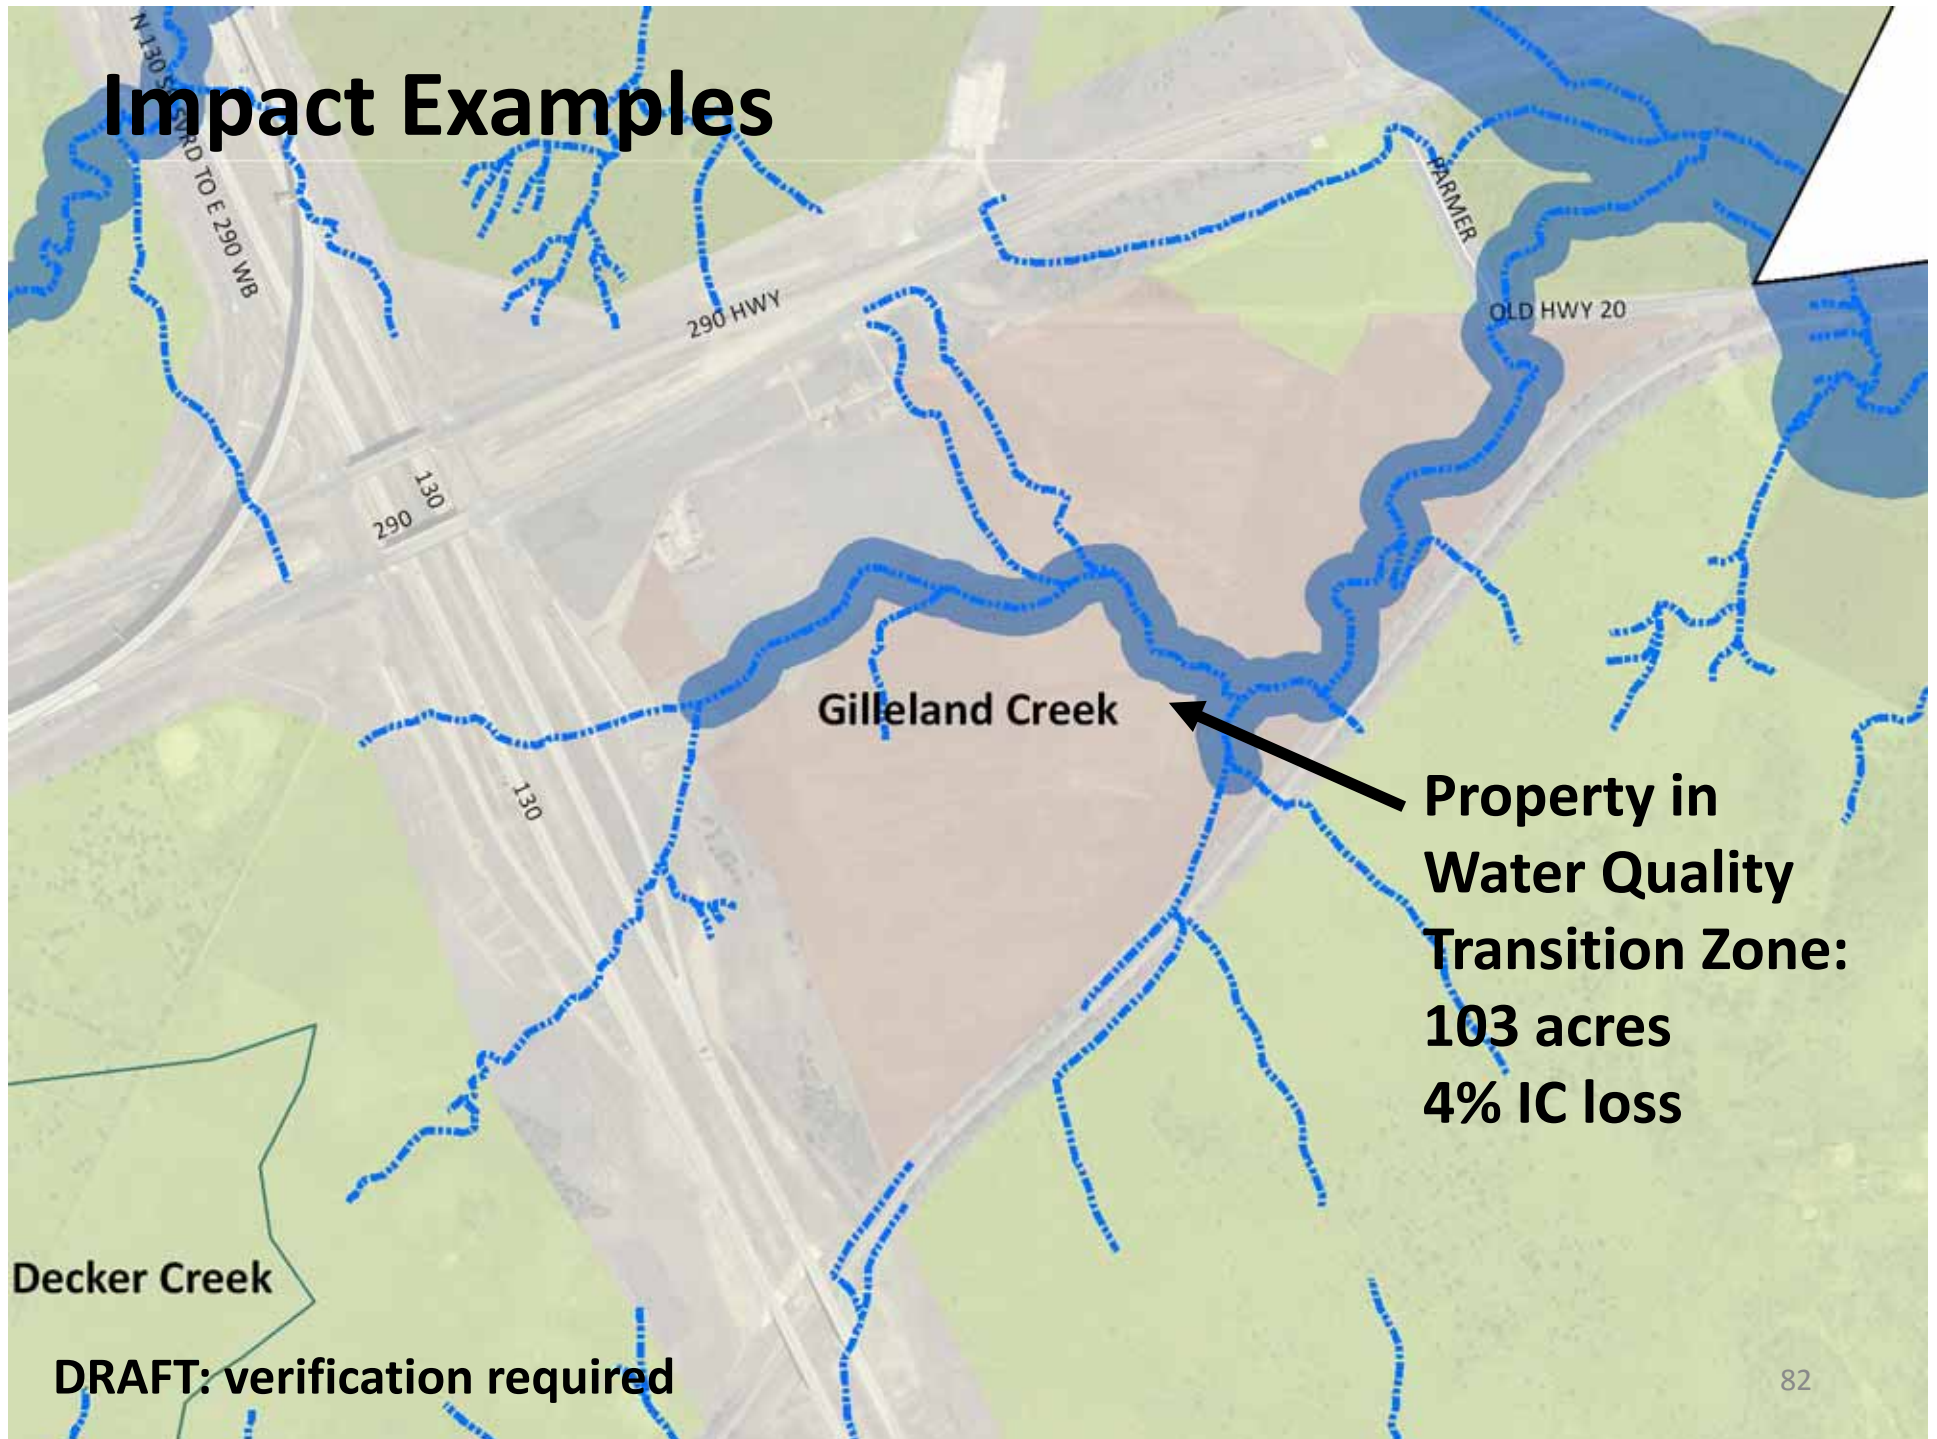 Impact Examples
N 130 SVRD TO E 290 WB
PARMER
290 HWY
OLD HWY 20
130
290
Gilleland Creek
130
Property in
Water Quality
Transition Zone:
103 acres
4% IC loss
Decker Creek
DRAFT: verification required
82